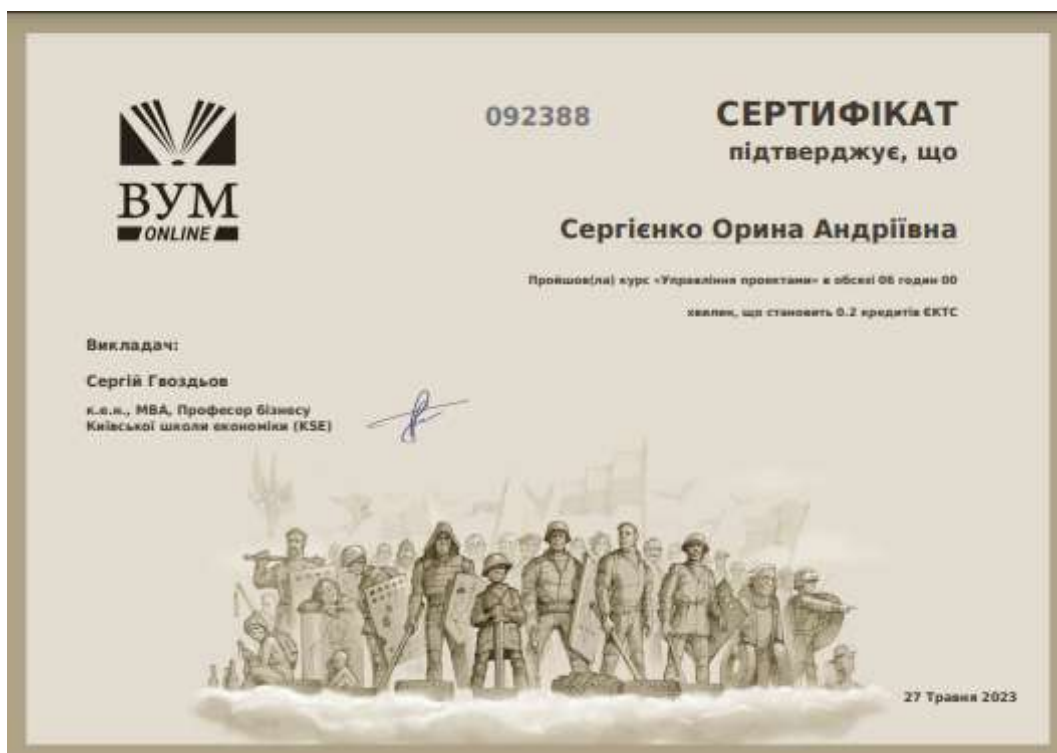 ВУМ
ONLINE
092388
СЕРТИФІКАТ
підтверджує, що
Сергієнко Орина Андріївна
Пройшов(ла) курс «Управління проектами» в обсязі 06 годин 00
хвилин, що становить 0.2 кредитів ЄКТС
Викладач:
Сергій Гвоздьов
к.е.н., MBA, Професор бізнесу
Київської школи економіки (KSE)
27 Травня 2023